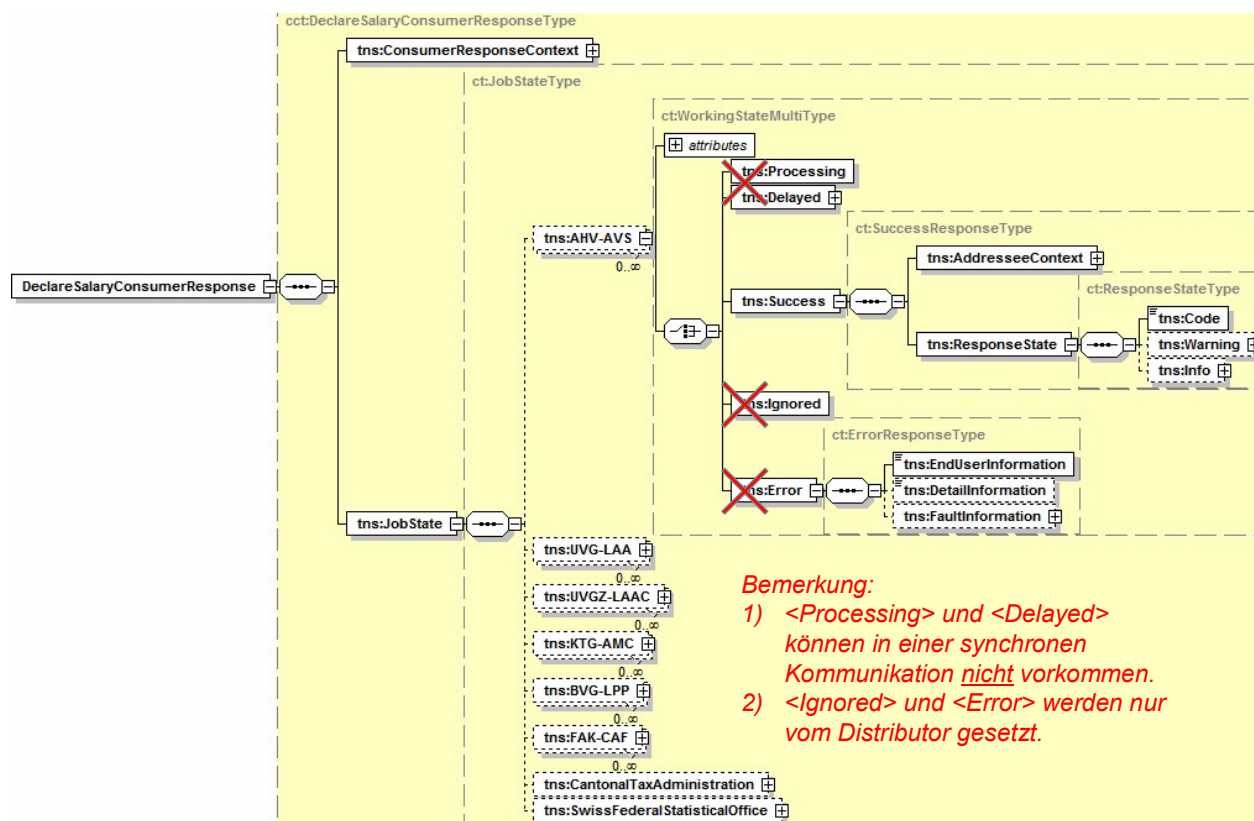 cct:DeclareSalaryConsumerResponseType
tns:ConsumerResponseContext
ct:JobStateType
ct:WorkingStateMultiType
attributes
tns:Processing
tns:Delayed
ct:SuccessResponseType
tns:AHV-AVS
0..∞
tns:AddresseeContext
ct:ResponseStateType
DeclareSalaryConsumerResponse
tns:Success
tns:Code
tns:ResponseState
tns:Warning
tns:Info
tns:Ignored
ct:ErrorResponseType
tns:EndUserInformation
tns:Error
tns:DetailInformation
tns:FaultInformation
tns:JobState
tns:UVG-LAA
0..∞
tns:UVGZ-LAAC
0..∞
tns:KTG-AMC
0..∞
tns:BVG-LPP
0..∞
tns:FAK-CAF
0..∞
tns:CantonalTaxAdministration
tns:SwissFederalStatisticalOffice
Bemerkung:
1) <Processing> und <Delayed>
können in einer synchronen
Kommunikation nicht vorkommen.
2) <Ignored> und <Error> werden nur
vom Distributor gesetzt.